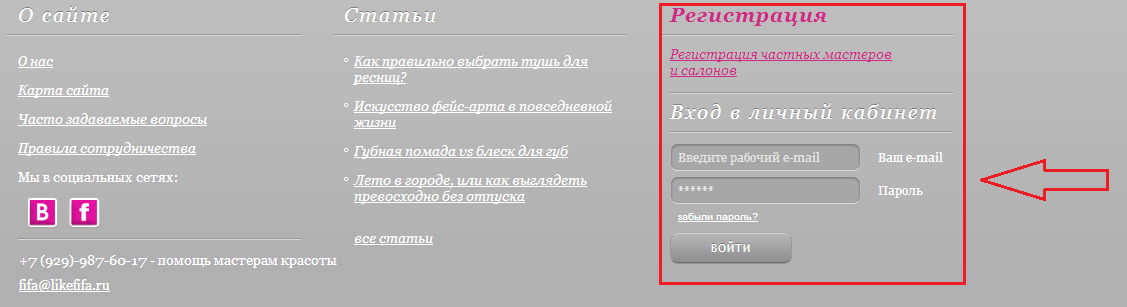 О сайте
О нас
Карта сайта
Часто задаваемые вопросы
Правила сотрудничества
Мы в социальных сетях:
B f
+7 (929)-987-60-17 - помощь мастерам красоты
fifa@likefifa.ru
Статьи
Как правильно выбрать тушь для
ресниц?
Искусство фейс-арта в повседневной
жизни
Губная помада vs блеск для губ
Лето в городе, или как выглядеть
превосходно без отпуска
все статьи
Регистрация
Регистрация частных мастеров
и салонов
Вход в личный кабинет
Введите рабочий e-mail Ваш e-mail
****** Пароль
забыли пароль?
ВОЙТИ